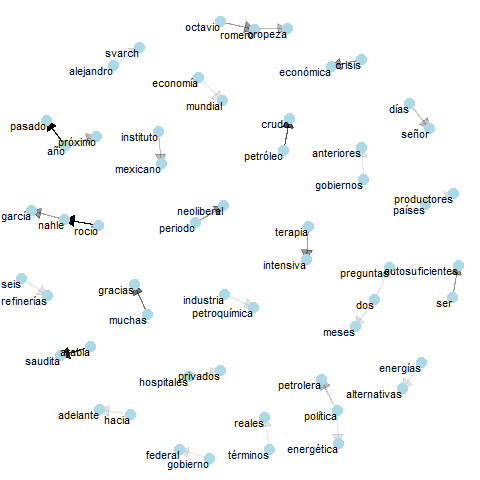 octavio
romero
oropeza
svarch
alejandro
económica
crisis
economía
mundial
pasado
próximo
año
instituto
mexicano
crudo
petróleo
días
señor
anteriores
gobiernos
productores
países
garcía
nahle
rocío
neoliberal
periodo
terapia
intensiva
seis
refinerías
gracias
muchas
industria
petroquímica
preguntas
autosuficientes
dos
meses
ser
arabia
saudita
hospitales
privados
petrolera
política
energética
energías
alternativas
adelante
hacia
reales
términos
federal
gobierno